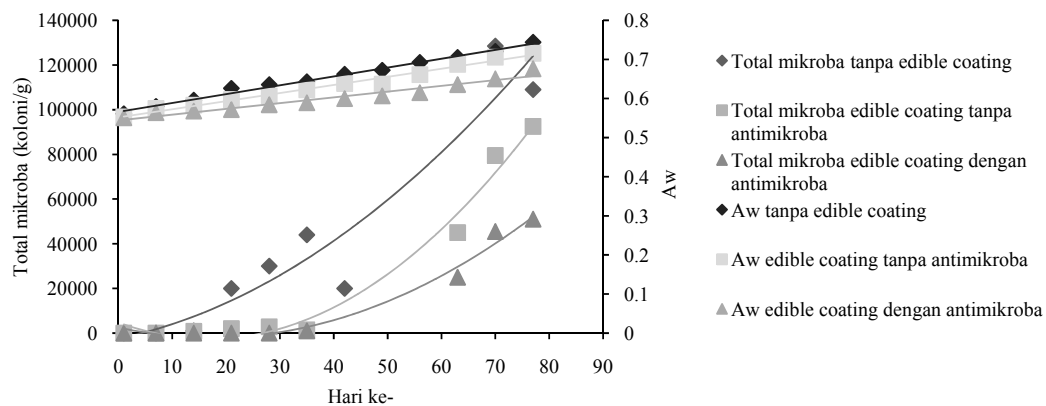 140000
120000
100000
80000
60000
40000
20000
0
Total mikroba (koloni/g)
0 10 20 30 40 50 60 70 80 90
Hari ke-
0.8
0.7
0.6
0.5
0.4
0.3
0.2
0.1
0
Aw
Total mikroba tanpa edible coating
Total mikroba edible coating tanpa
antimikroba
Total mikroba edible coating dengan
antimikroba
Aw tanpa edible coating
Aw edible coating tanpa antimikroba
Aw edible coating dengan antimikroba